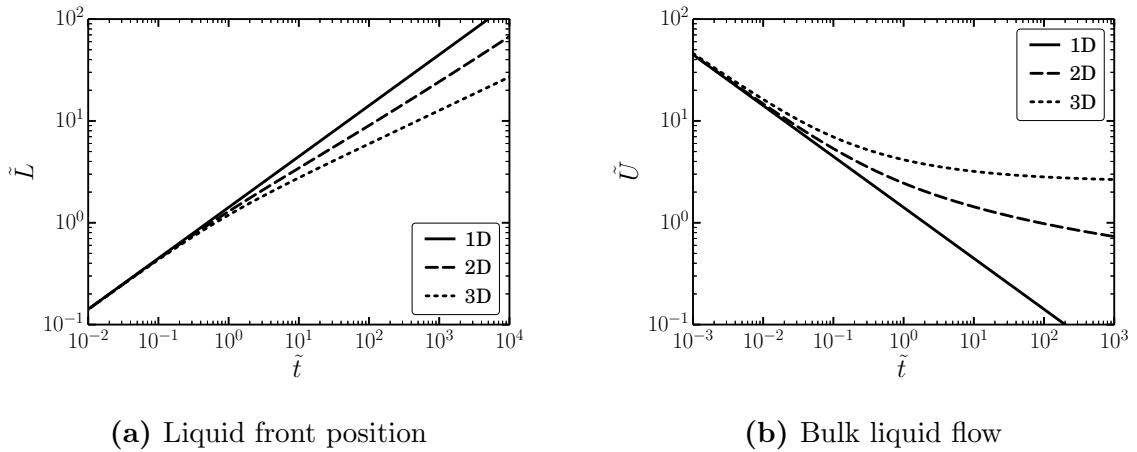 10^2
10^1
10^0
10^{-1}
L̃
1D
2D
3D
10^{-2} 10^{-1} 10^0 10^1 10^2 10^3 10^4
t̃
(a) Liquid front position
10^2
10^1
10^0
10^{-1}
Ũ
1D
2D
3D
10^{-3} 10^{-2} 10^{-1} 10^0 10^1 10^2 10^3
t̃
(b) Bulk liquid flow